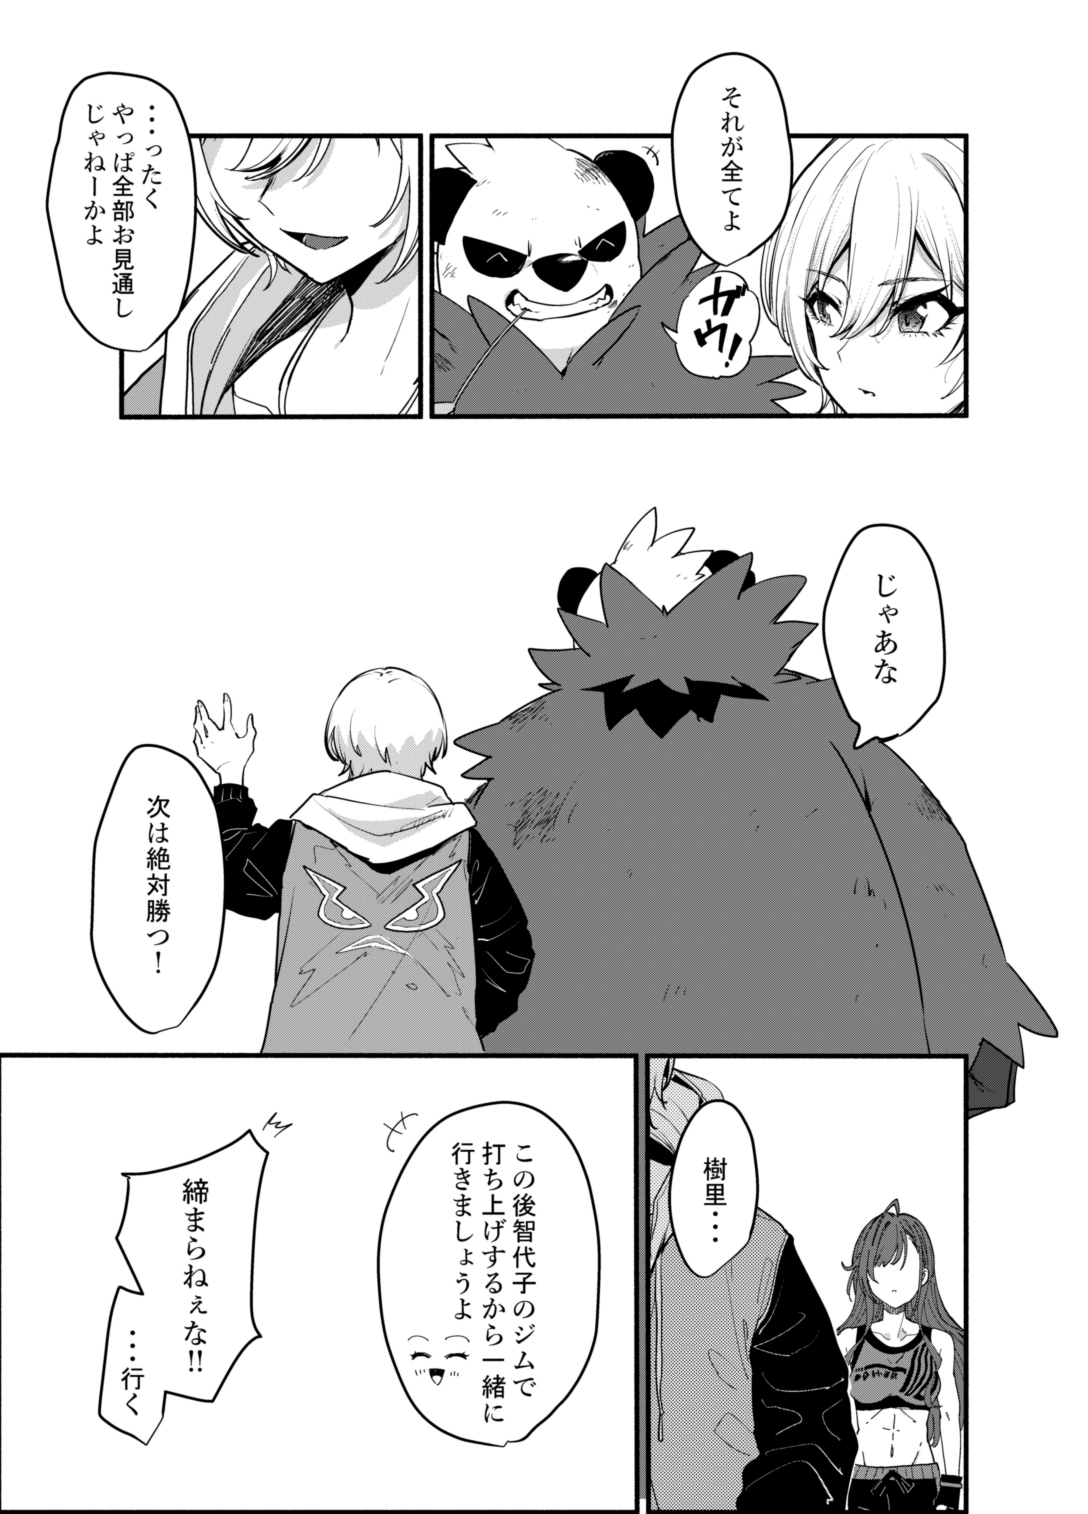 それが全てよ
ガウ!
・・・ったく
やっぱ全部お見通し
じゃねーかよ
じゃあな
次は絶対勝つ!
樹里・・・
この後智代子のジムで
打ち上げするから一緒に
行きましょうよ
締まらねぇな!!
・・・行く